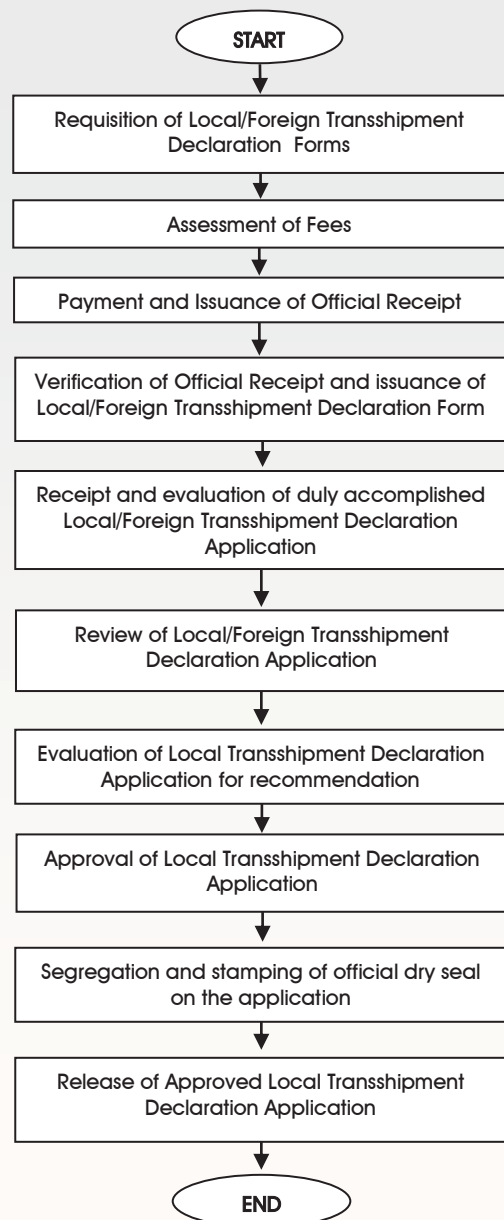 START
Requisition of Local/Foreign Transshipment
Declaration Forms
Assessment of Fees
Payment and Issuance of Official Receipt
Verification of Official Receipt and issuance of
Local/Foreign Transshipment Declaration Form
Receipt and evaluation of duly accomplished
Local/Foreign Transshipment Declaration
Application
Review of Local/Foreign Transshipment
Declaration Application
Evaluation of Local Transshipment Declaration
Application for recommendation
Approval of Local Transshipment Declaration
Application
Segregation and stamping of official dry seal
on the application
Release of Approved Local Transshipment
Declaration Application
END